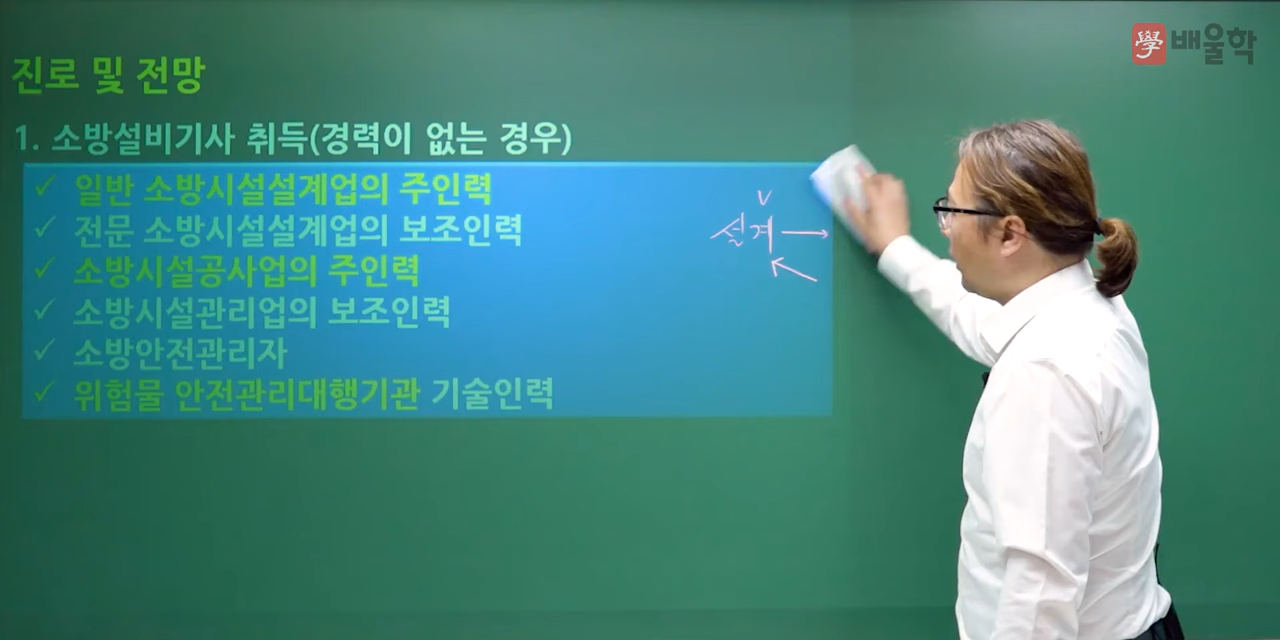 學 배울학
진로 및 전망
1. 소방설비기사 취득(경력이 없는 경우)
✓ 일반 소방시설설계업의 주인력
✓ 전문 소방시설설계업의 보조인력
✓ 소방시설공사업의 주인력
✓ 소방시설관리업의 보조인력
✓ 소방안전관리자
✓ 위험물 안전관리대행기관 기술인력
설계